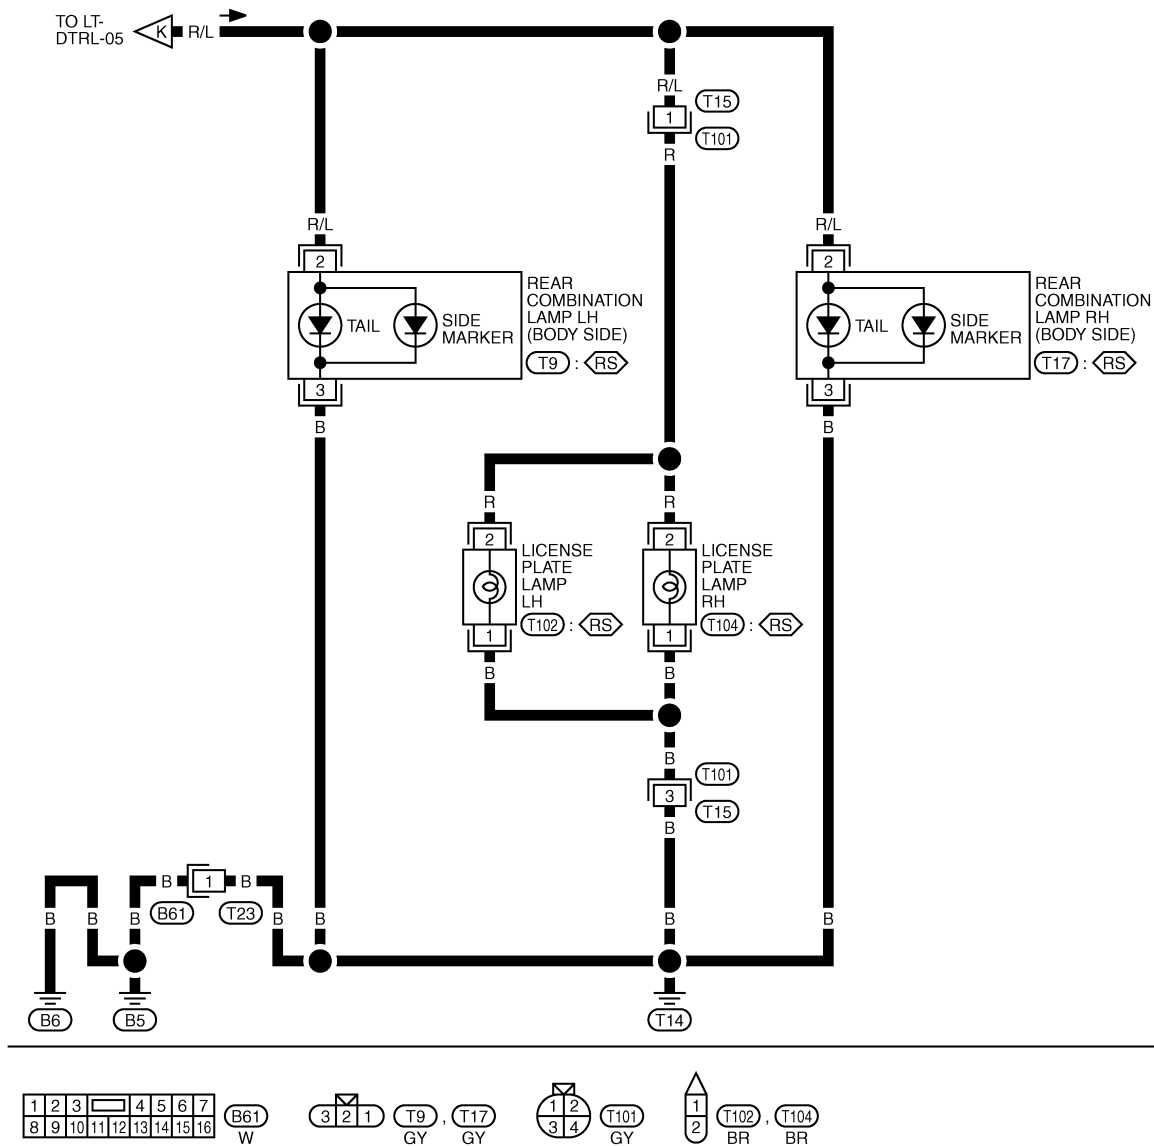 TO LT-
DTRL-05
K
R/L
R/L
T15
1
T101
R
R/L
R/L
2
2
TAIL
SIDE
MARKER
REAR
COMBINATION
LAMP LH
(BODY SIDE)
T9 : RS
TAIL
SIDE
MARKER
REAR
COMBINATION
LAMP RH
(BODY SIDE)
T17 : RS
3
3
B
B
R
R
2
2
LICENSE
PLATE
LAMP
LH
T102 : RS
LICENSE
PLATE
LAMP
RH
T104 : RS
1
1
B
B
B
T101
3
T15
B
B
1
B
B61
T23
B
B
B
B
B
B
B
B6
B5
T14
1 2 3 4 5 6 7
8 9 10 11 12 13 14 15 16
B61
W
3 2 1
T9 , T17
GY GY
1 2
3 4
T101
GY
1
2
T102 , T104
BR BR